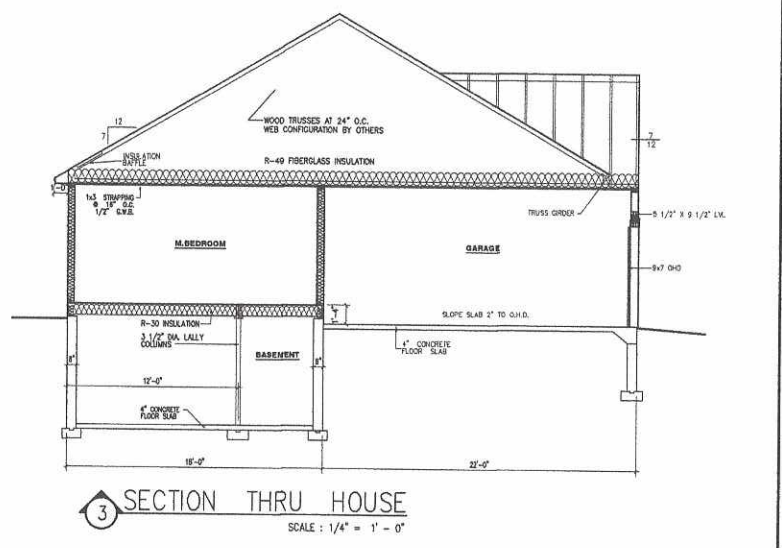 12
7
WOOD TRUSSES AT 24" O.C.
WEB CONFIGURATION BY OTHERS
7
12
INSULATION
BAFFLE
R-49 FIBERGLASS INSULATION
1'-0"
1x3 STRAPPING
@ 16" O.C.
1/2" G.W.B.
TRUSS GIRDER
5 1/2" X 9 1/2" LVL
M.BEDROOM
GARAGE
9x7 OHD
SLOPE SLAB 2" TO O.H.D.
R-30 INSULATION
3 1/2" DIA. LALLY
COLUMNS
BASEMENT
4" CONCRETE
FLOOR SLAB
8"
8"
12'-0"
4" CONCRETE
FLOOR SLAB
18'-0"
22'-0"
3
SECTION THRU HOUSE
SCALE : 1/4" = 1' - 0"